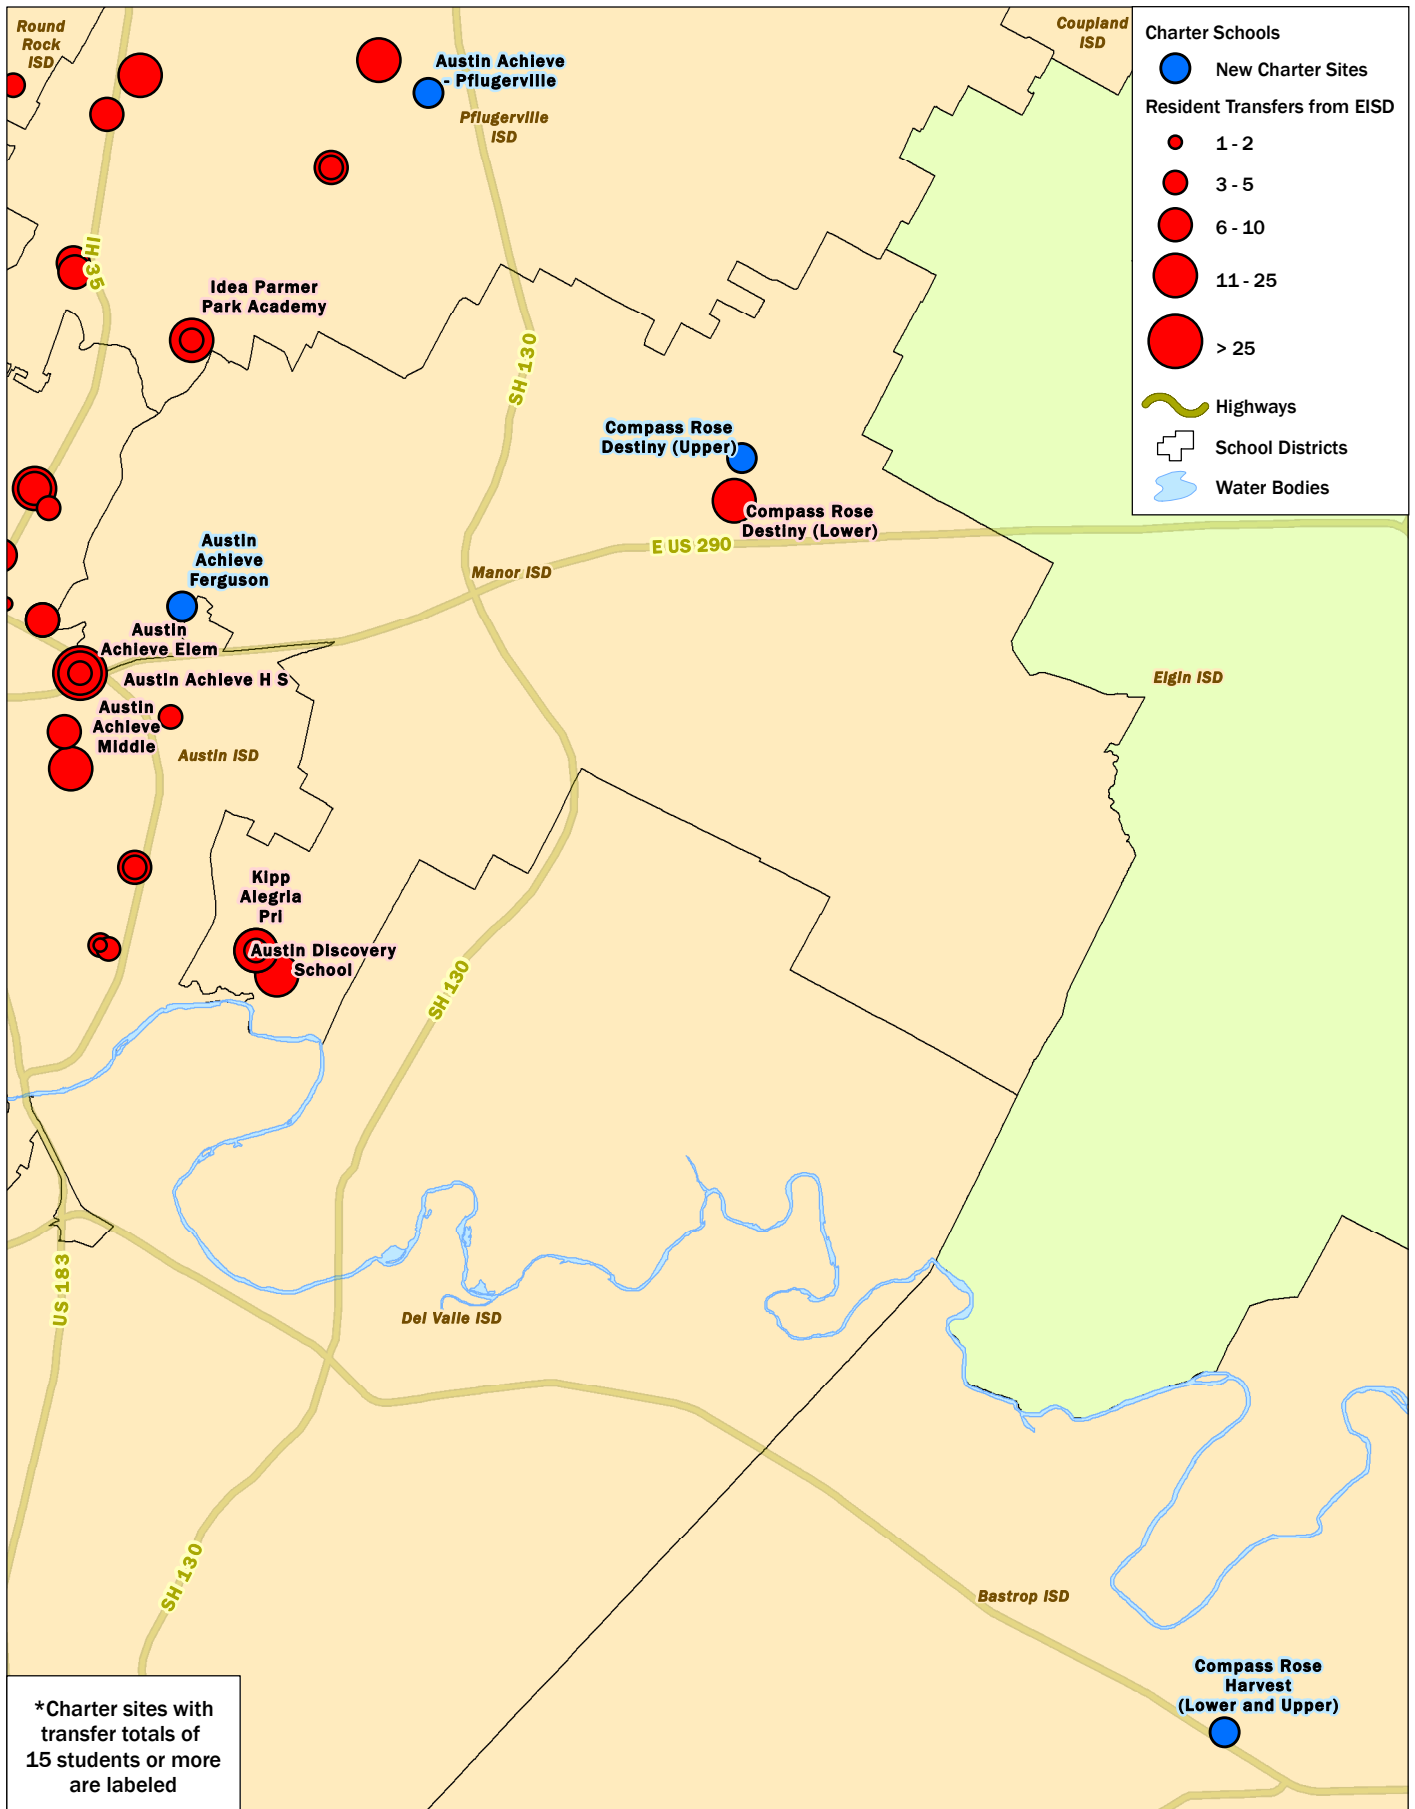 Round
Rock
ISD
Coupland
ISD
Austin Achieve
- Pflugerville
Pflugerville
ISD
IH 35
Idea Parmer
Park Academy
SH 130
Compass Rose
Destiny (Upper)
Compass Rose
Destiny (Lower)
E US 290
Austin
Achieve
Ferguson
Manor ISD
Austin
Achieve Elem
Austin Achieve H S
Austin
Achieve
Middle
Austin ISD
Elgin ISD
Kipp
Alegria
Pri
Austin Discovery
School
SH 130
US 183
Del Valle ISD
SH 130
Bastrop ISD
Compass Rose
Harvest
(Lower and Upper)
Charter Schools
New Charter Sites
Resident Transfers from EISD
1 - 2
3 - 5
6 - 10
11 - 25
> 25
Highways
School Districts
Water Bodies
*Charter sites with
transfer totals of
15 students or more
are labeled